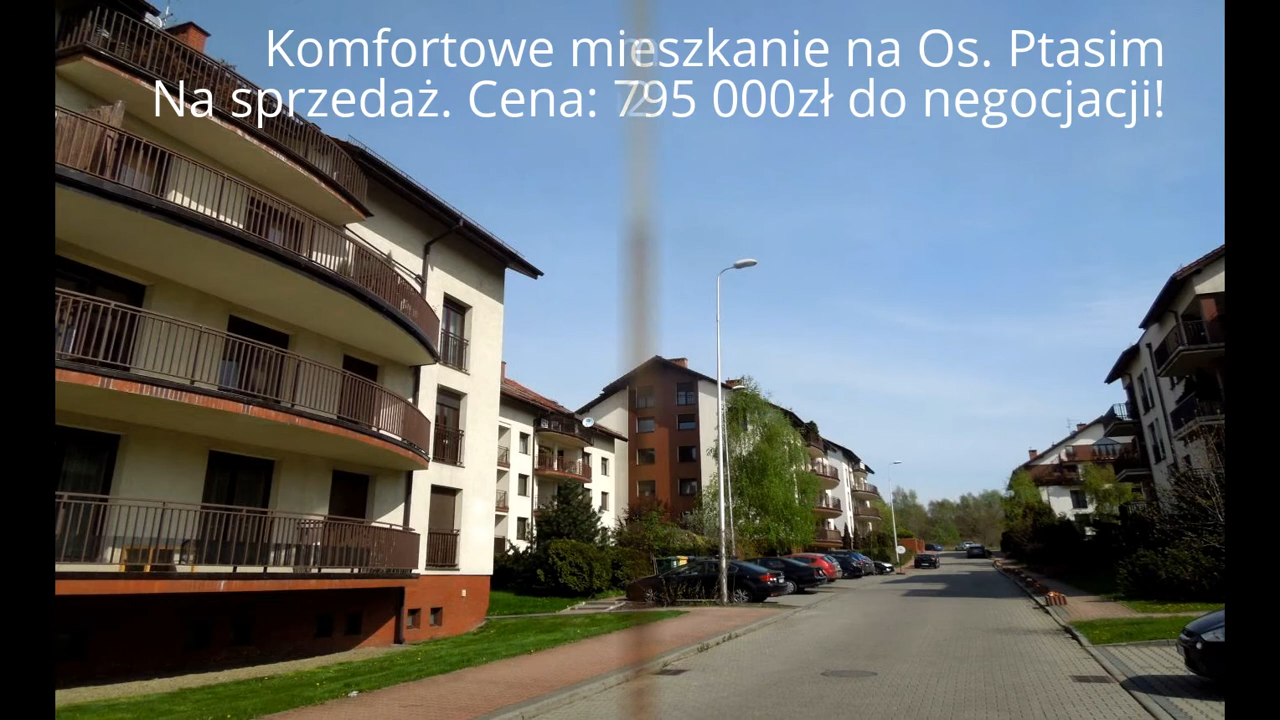 Komfortowe mieszkanie na Os. Ptasim
Na sprzedaż. Cena: 795 000zł do negocjacji!